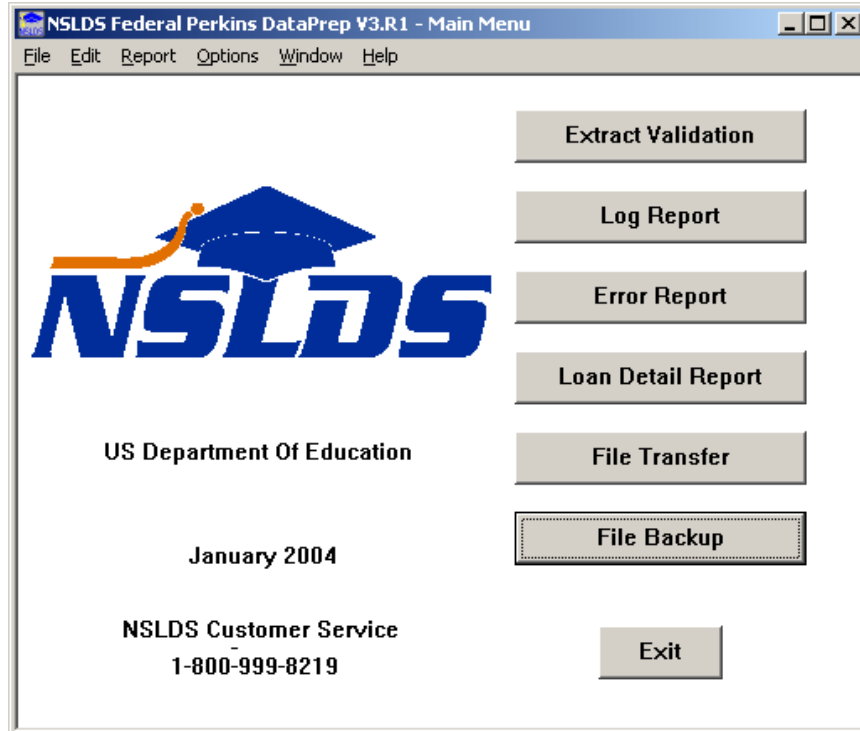 NSLDS Federal Perkins DataPrep V3.R1 - Main Menu
File Edit Report Options Window Help
Extract Validation
Log Report
Error Report
Loan Detail Report
File Transfer
File Backup
Exit
NSLDS
NSLDS
US Department Of Education
January 2004
NSLDS Customer Service
1-800-999-8219